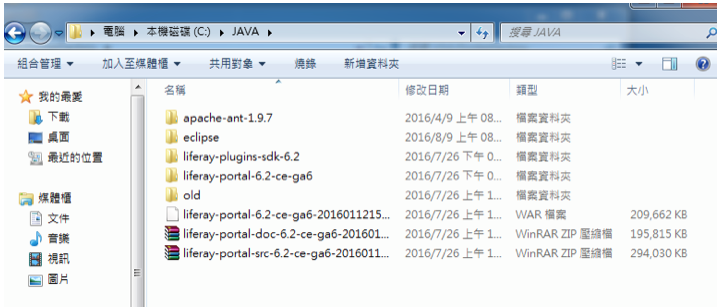 電腦 ▸ 本機磁碟 (C:) ▸ JAVA ▸ 搜尋 JAVA
組合管理 ▼ 加入至媒體櫃 ▼ 共用對象 ▼ 燒錄 新增資料夾
我的最愛
下載
桌面
最近的位置
媒體櫃
文件
音樂
視訊
圖片
名稱 修改日期 類型 大小
apache-ant-1.9.7 2016/4/9 上午 08... 檔案資料夾
eclipse 2016/8/9 上午 08... 檔案資料夾
liferay-plugins-sdk-6.2 2016/7/26 下午 0... 檔案資料夾
liferay-portal-6.2-ce-ga6 2016/7/26 下午 0... 檔案資料夾
old 2016/7/26 上午 1... 檔案資料夾
liferay-portal-6.2-ce-ga6-2016011215... 2016/7/26 上午 1... WAR 檔案 209,662 KB
liferay-portal-doc-6.2-ce-ga6-201601... 2016/7/26 上午 1... WinRAR ZIP 壓縮檔 195,815 KB
liferay-portal-src-6.2-ce-ga6-2016011... 2016/7/26 上午 1... WinRAR ZIP 壓縮檔 294,030 KB